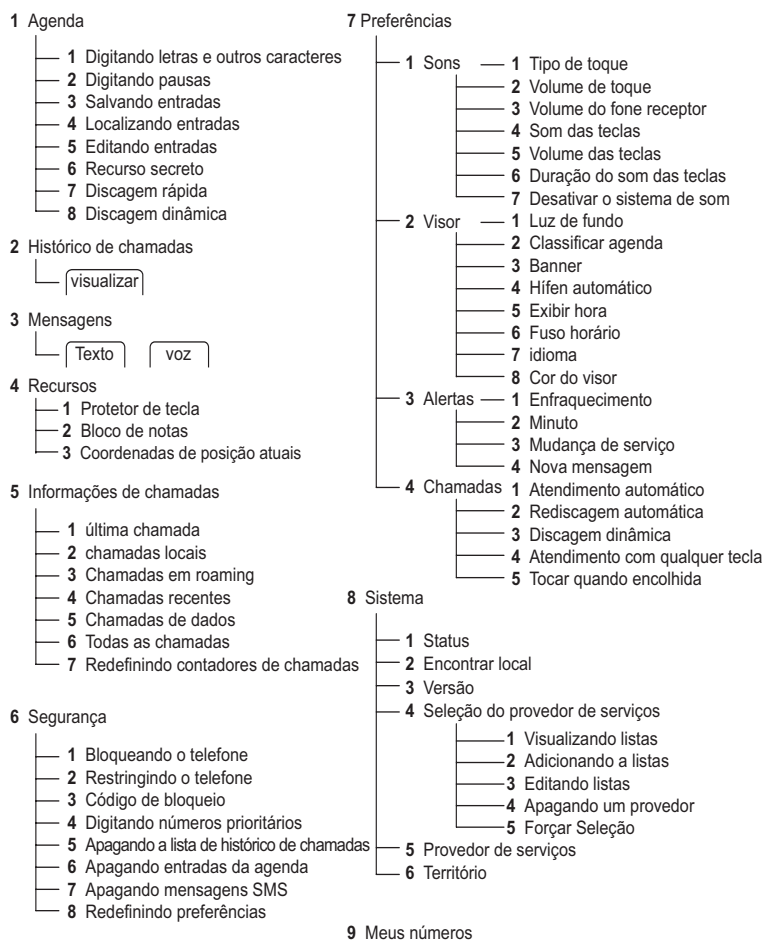 1 Agenda
1 Digitando letras e outros caracteres
2 Digitando pausas
3 Salvando entradas
4 Localizando entradas
5 Editando entradas
6 Recurso secreto
7 Discagem rápida
8 Discagem dinâmica
2 Histórico de chamadas
visualizar
3 Mensagens
Texto voz
4 Recursos
1 Protetor de tecla
2 Bloco de notas
3 Coordenadas de posição atuais
5 Informações de chamadas
1 última chamada
2 chamadas locais
3 Chamadas em roaming
4 Chamadas recentes
5 Chamadas de dados
6 Todas as chamadas
7 Redefinindo contadores de chamadas
6 Segurança
1 Bloqueando o telefone
2 Restringindo o telefone
3 Código de bloqueio
4 Digitando números prioritários
5 Apagando a lista de histórico de chamadas
6 Apagando entradas da agenda
7 Apagando mensagens SMS
8 Redefinindo preferências
7 Preferências
1 Sons 1 Tipo de toque
2 Volume de toque
3 Volume do fone receptor
4 Som das teclas
5 Volume das teclas
6 Duração do som das teclas
7 Desativar o sistema de som
2 Visor 1 Luz de fundo
2 Classificar agenda
3 Banner
4 Hífen automático
5 Exibir hora
6 Fuso horário
7 idioma
8 Cor do visor
3 Alertas 1 Enfraquecimento
2 Minuto
3 Mudança de serviço
4 Nova mensagem
4 Chamadas 1 Atendimento automático
2 Rediscagem automática
3 Discagem dinâmica
4 Atendimento com qualquer tecla
5 Tocar quando encolhida
8 Sistema
1 Status
2 Encontrar local
3 Versão
4 Seleção do provedor de serviços
1 Visualizando listas
2 Adicionando a listas
3 Editando listas
4 Apagando um provedor
5 Forçar Seleção
5 Provedor de serviços
6 Território
9 Meus números